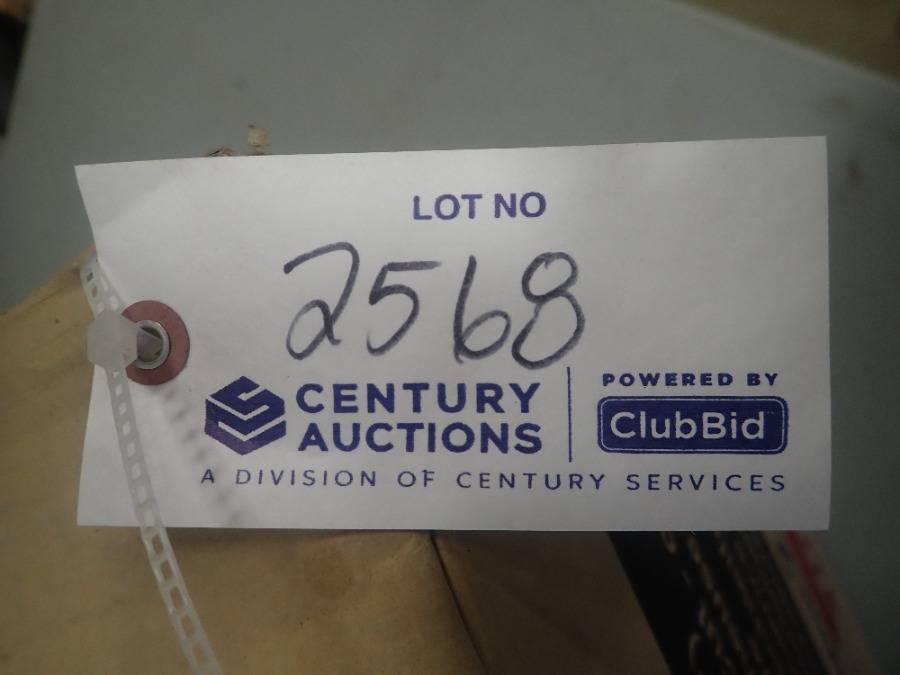 LOT NO
2568
CENTURY
AUCTIONS
POWERED BY
ClubBid
A DIVISION OF CENTURY SERVICES